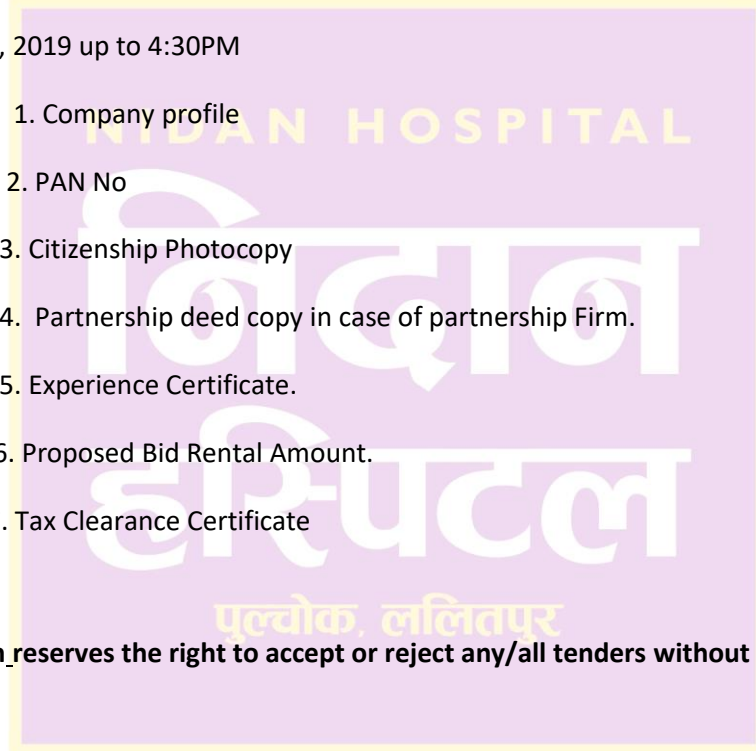 , 2019 up to 4:30PM
1. Company profile
NIDAN HOSPITAL
2. PAN No
निदान
3. Citizenship Photocopy
4. Partnership deed copy in case of partnership Firm.
5. Experience Certificate.
हस्पिटल
6. Proposed Bid Rental Amount.
. Tax Clearance Certificate
पुल्चोक, ललितपुर
reserves the right to accept or reject any/all tenders without